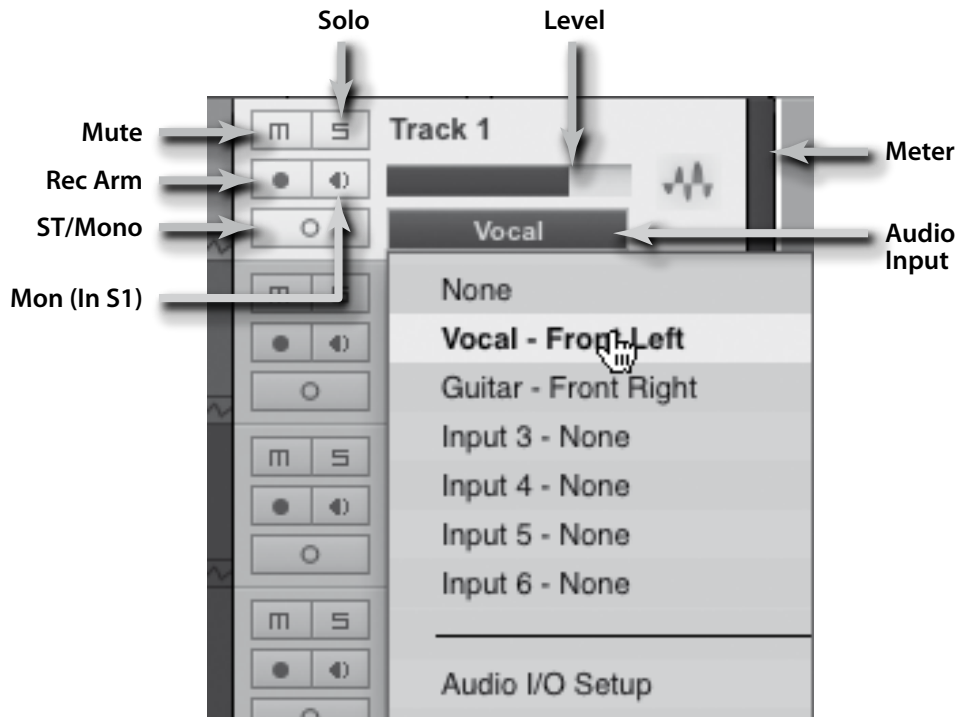 Solo
Level
Mute
m S
Track 1
Meter
Rec Arm
ST/Mono
Vocal
Audio
Input
Mon (In S1)
m S
None
Vocal - Front Left
Guitar - Front Right
Input 3 - None
m S
Input 4 - None
Input 5 - None
Input 6 - None
m S
Audio I/O Setup